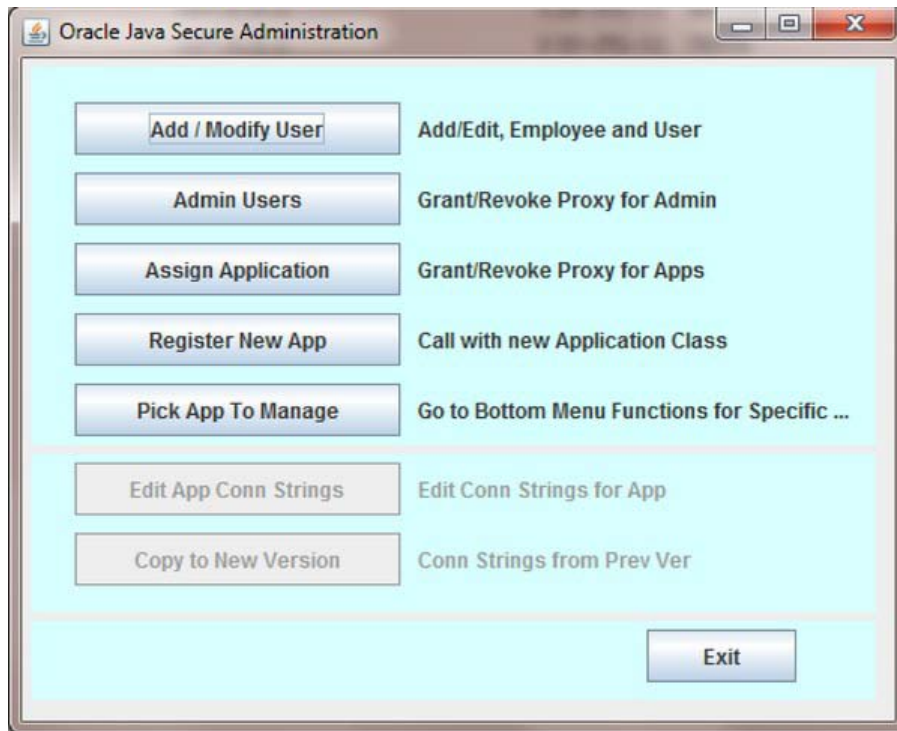 Oracle Java Secure Administration
Add / Modify User Add/Edit, Employee and User
Admin Users Grant/Revoke Proxy for Admin
Assign Application Grant/Revoke Proxy for Apps
Register New App Call with new Application Class
Pick App To Manage Go to Bottom Menu Functions for Specific ...
Edit App Conn Strings Edit Conn Strings for App
Copy to New Version Conn Strings from Prev Ver
Exit